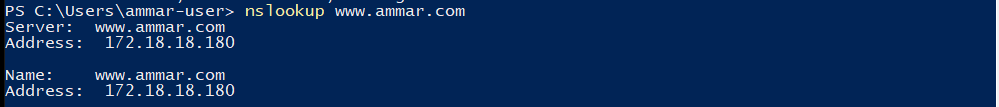 PS C:\Users\ammar-user> nslookup www.ammar.com
Server:  www.ammar.com
Address:  172.18.18.180
Name:    www.ammar.com
Address:  172.18.18.180